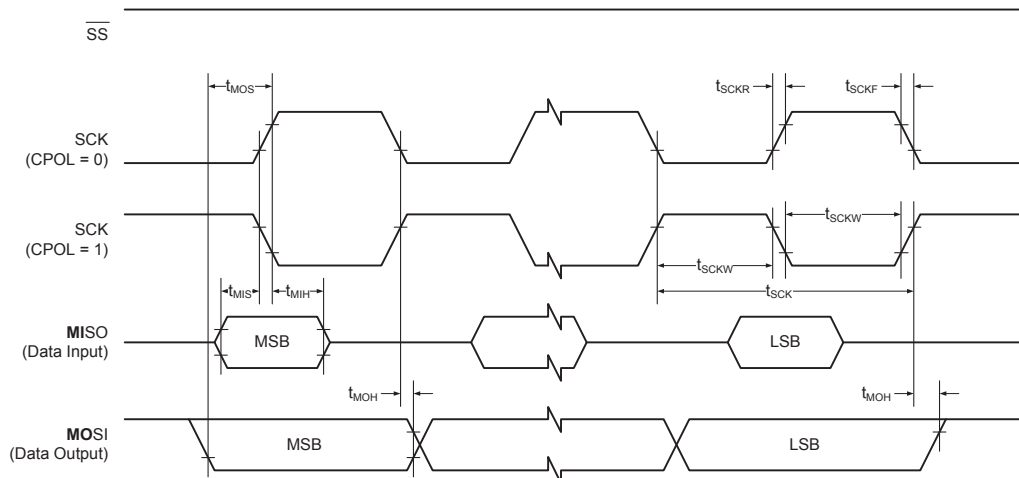 SS
tMOS
tSCKR
tSCKF
SCK
(CPOL = 0)
SCK
(CPOL = 1)
tSCKW
tSCKW
tSCK
tMIS
tMIH
MISO
(Data Input)
MSB
LSB
tMOH
tMOH
MOSI
(Data Output)
MSB
LSB